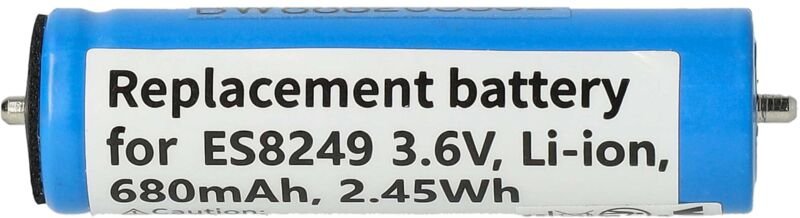 Replacement battery
for ES8249 3.6V, Li-ion,
680mAh, 2.45Wh